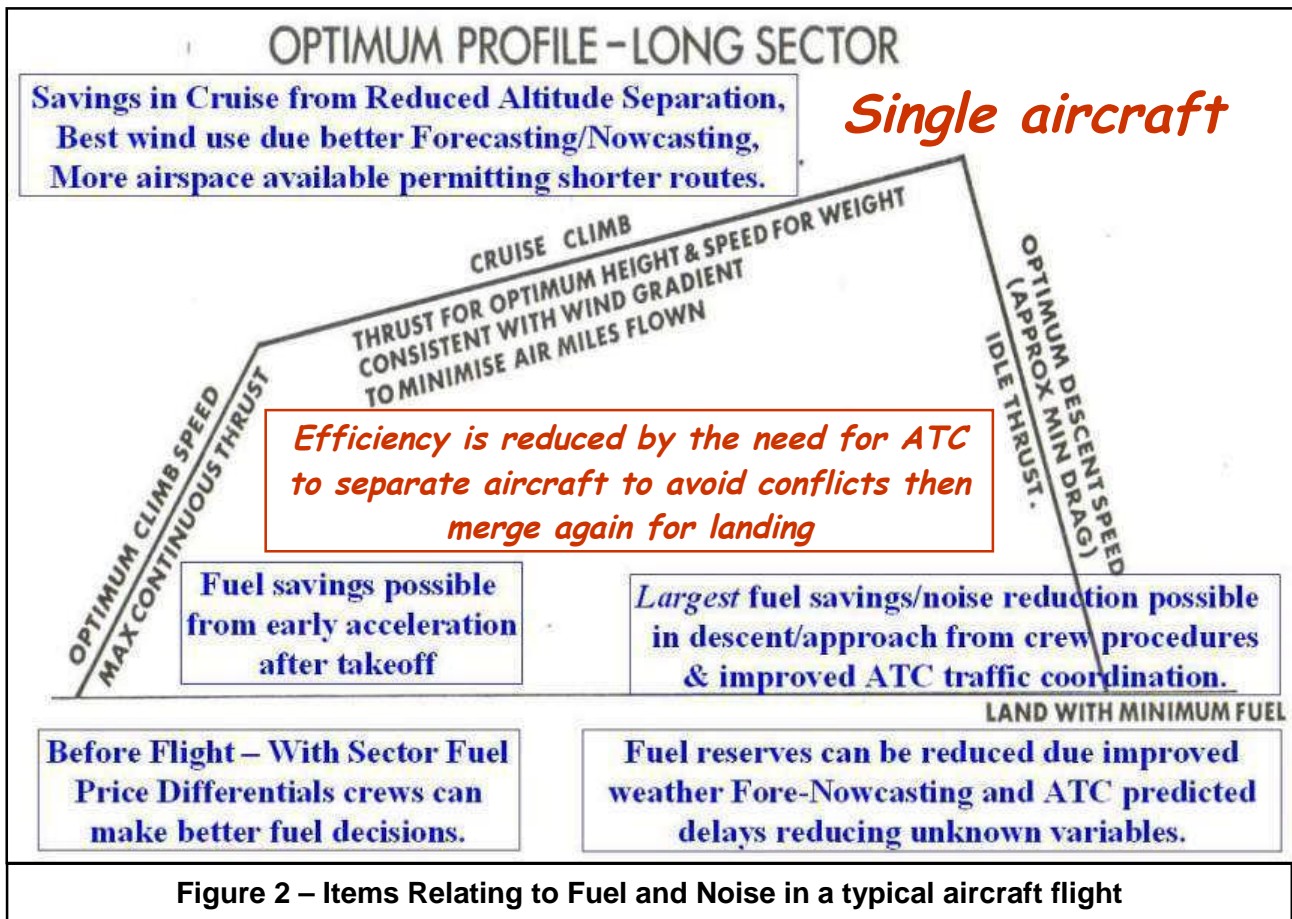 OPTIMUM PROFILE – LONG SECTOR
Savings in Cruise from Reduced Altitude Separation,
Best wind use due better Forecasting/Nowcasting,
More airspace available permitting shorter routes.
Single aircraft
CRUISE CLIMB
THRUST FOR OPTIMUM HEIGHT & SPEED FOR WEIGHT
CONSISTENT WITH WIND GRADIENT
TO MINIMISE AIR MILES FLOWN
OPTIMUM DESCENT SPEED
(APPROX MIN DRAG)
IDLE THRUST.
OPTIMUM CLIMB SPEED
MAX CONTINUOUS THRUST
Efficiency is reduced by the need for ATC
to separate aircraft to avoid conflicts then
merge again for landing
Fuel savings possible
from early acceleration
after takeoff
Largest fuel savings/noise reduction possible
in descent/approach from crew procedures
& improved ATC traffic coordination.
LAND WITH MINIMUM FUEL
Before Flight – With Sector Fuel
Price Differentials crews can
make better fuel decisions.
Fuel reserves can be reduced due improved
weather Fore-Nowcasting and ATC predicted
delays reducing unknown variables.
Figure 2 – Items Relating to Fuel and Noise in a typical aircraft flight